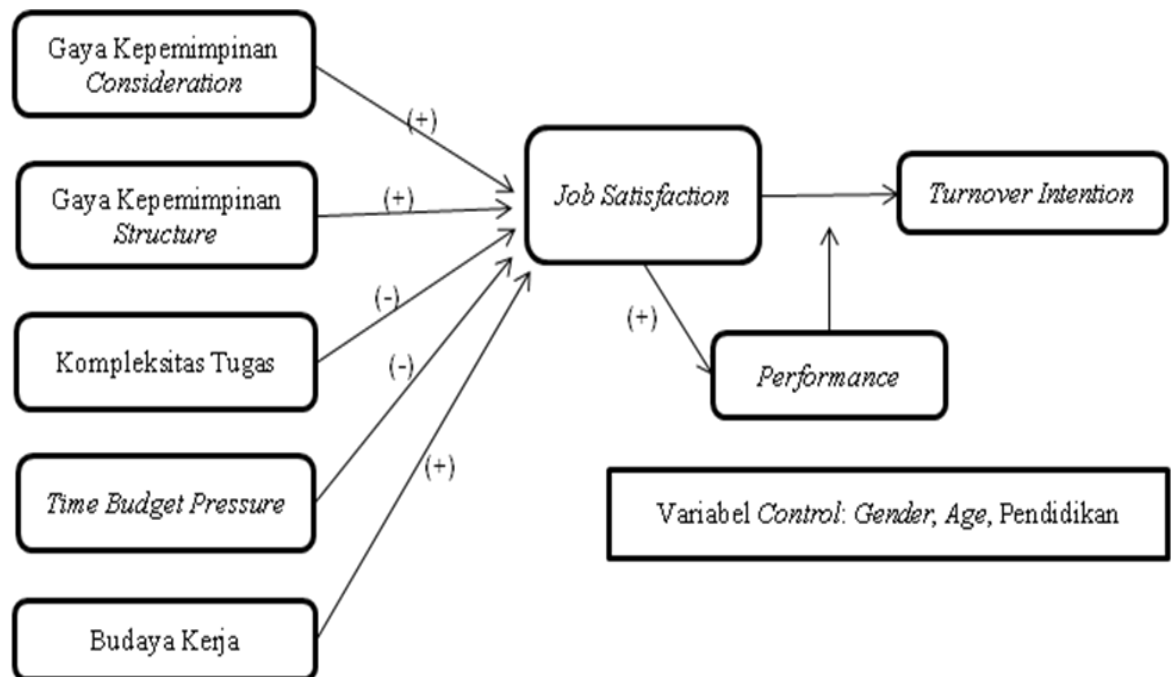 Gaya Kepemimpinan
Consideration
(+)
Gaya Kepemimpinan
Structure
(+)
Kompleksitas Tugas
(-)
Time Budget Pressure
(-)
Budaya Kerja
(+)
Job Satisfaction
Turnover Intention
(+)
Performance
Variabel Control: Gender, Age, Pendidikan